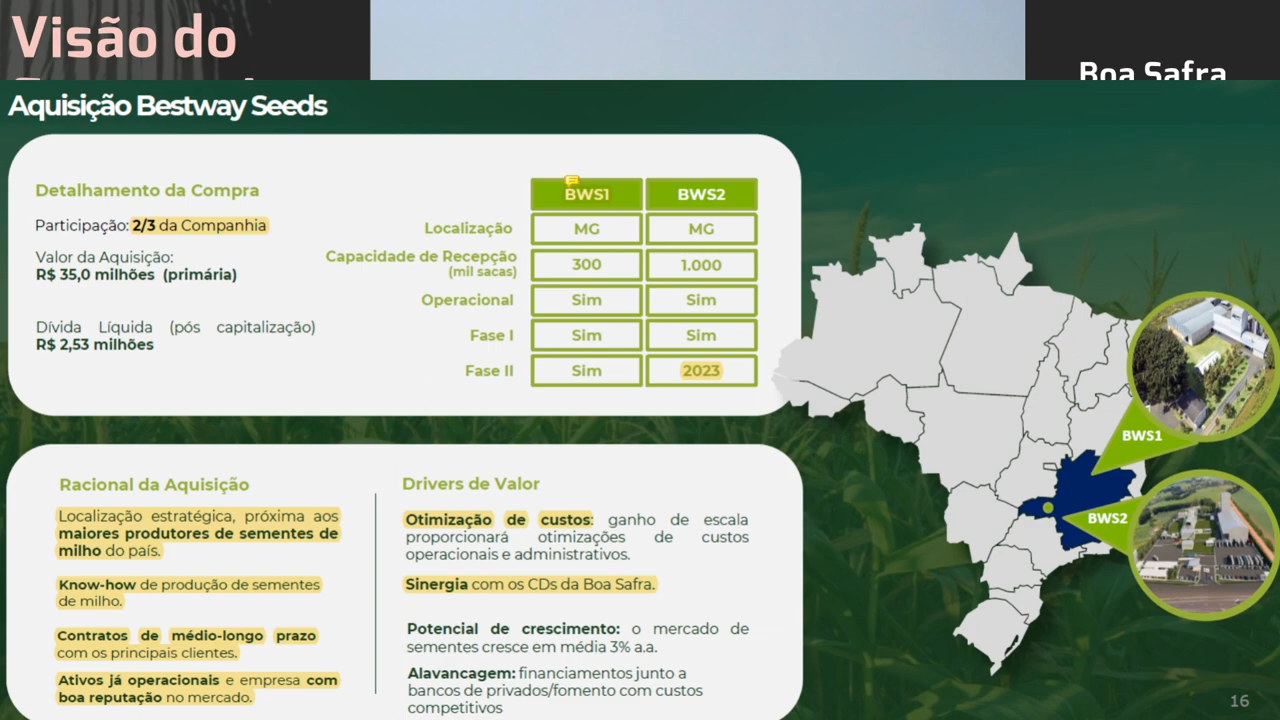 Visão do
Boa Safra
Aquisição Bestway Seeds
Detalhamento da Compra
Participação: 2/3 da Companhia
Valor da Aquisição:
R$ 35,0 milhões (primária)
Dívida Líquida (pós capitalização)
R$ 2,53 milhões
BWS1 BWS2
Localização MG MG
Capacidade de Recepção
(mil sacas) 300 1.000
Operacional Sim Sim
Fase I Sim Sim
Fase II Sim 2023
BWS1
BWS2
Racional da Aquisição
Localização estratégica, próxima aos
maiores produtores de sementes de
milho do país.
Know-how de produção de sementes
de milho.
Contratos de médio-longo prazo
com os principais clientes.
Ativos já operacionais e empresa com
boa reputação no mercado.
Drivers de Valor
Otimização de custos: ganho de escala
proporcionará otimizações de custos
operacionais e administrativos.
Sinergia com os CDs da Boa Safra.
Potencial de crescimento: o mercado de
sementes cresce em média 3% a.a.
Alavancagem: financiamentos junto a
bancos de privados/fomento com custos
competitivos
16